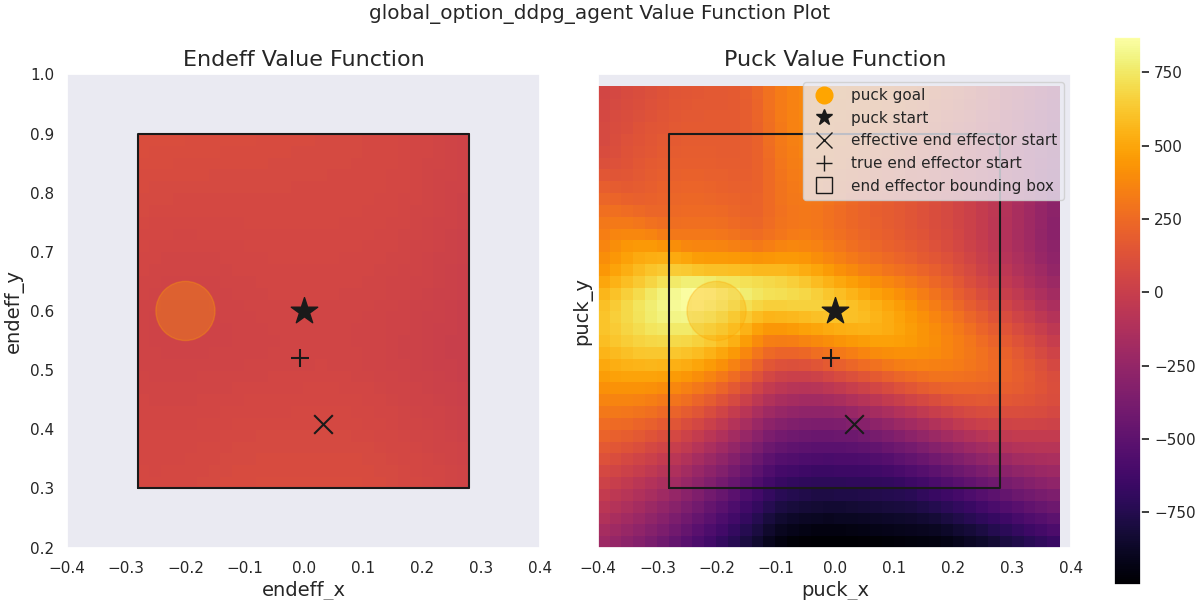 global_option_ddpg_agent Value Function Plot
Endeff Value Function
endeff_y
1.0
0.9
0.8
0.7
0.6
0.5
0.4
0.3
0.2
−0.4 −0.3 −0.2 −0.1 0.0 0.1 0.2 0.3 0.4
endeff_x
Puck Value Function
puck_y
puck goal
puck start
effective end effector start
true end effector start
end effector bounding box
−0.4 −0.3 −0.2 −0.1 0.0 0.1 0.2 0.3 0.4
puck_x
750
500
250
0
−250
−500
−750